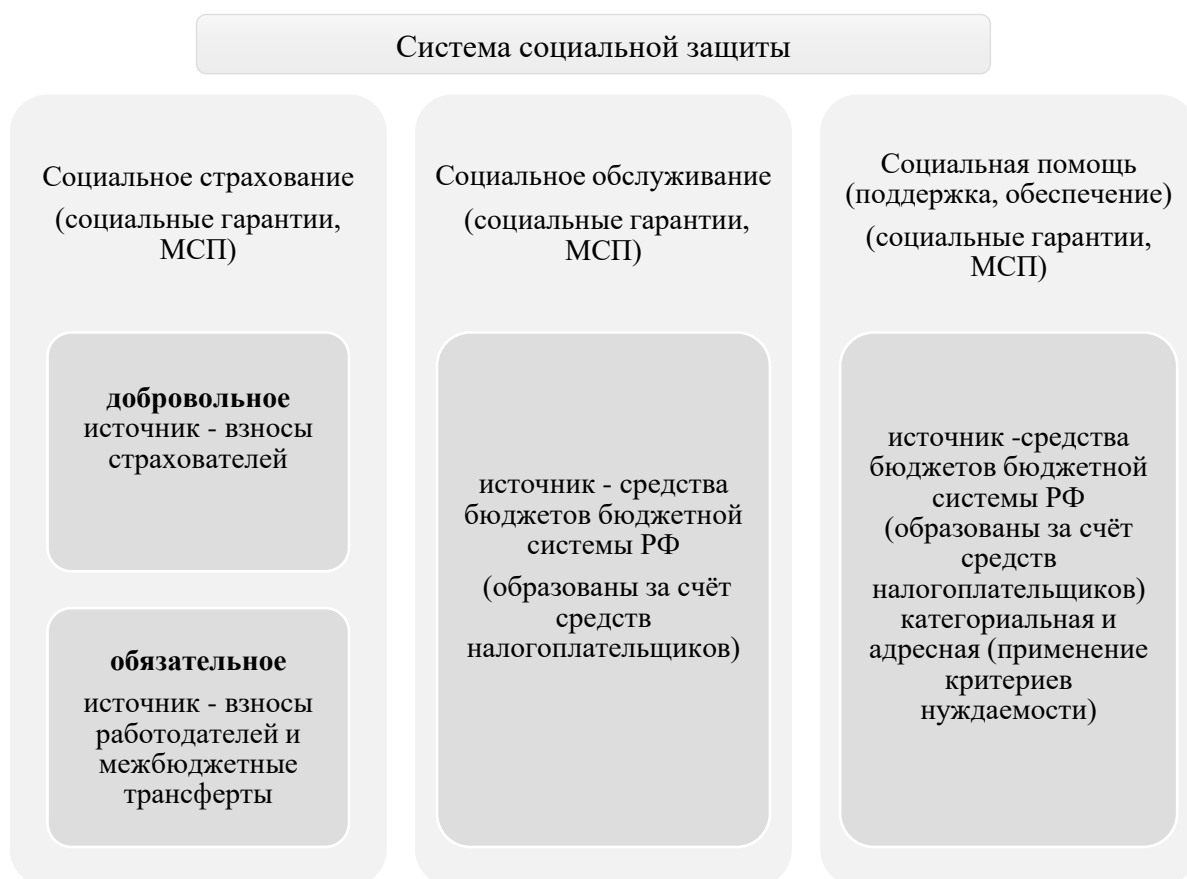 Система социальной защиты
Социальное страхование
(социальные гарантии,
МСП)
добровольное
источник - взносы
страхователей
обязательное
источник - взносы
работодателей и
межбюджетные
трансферты
Социальное обслуживание
(социальные гарантии,
МСП)
источник - средства
бюджетов бюджетной
системы РФ
(образованы за счёт
средств
налогоплательщиков)
Социальная помощь
(поддержка, обеспечение)
(социальные гарантии,
МСП)
источник -средства
бюджетов бюджетной
системы РФ
(образованы за счёт
средств
налогоплательщиков)
категориальная и
адресная (применение
критериев
нуждаемости)